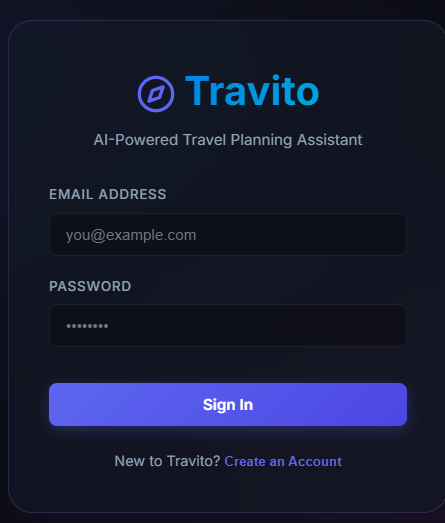 Travito
AI-Powered Travel Planning Assistant
EMAIL ADDRESS
you@example.com
PASSWORD
••••••••
Sign In
New to Travito? Create an Account